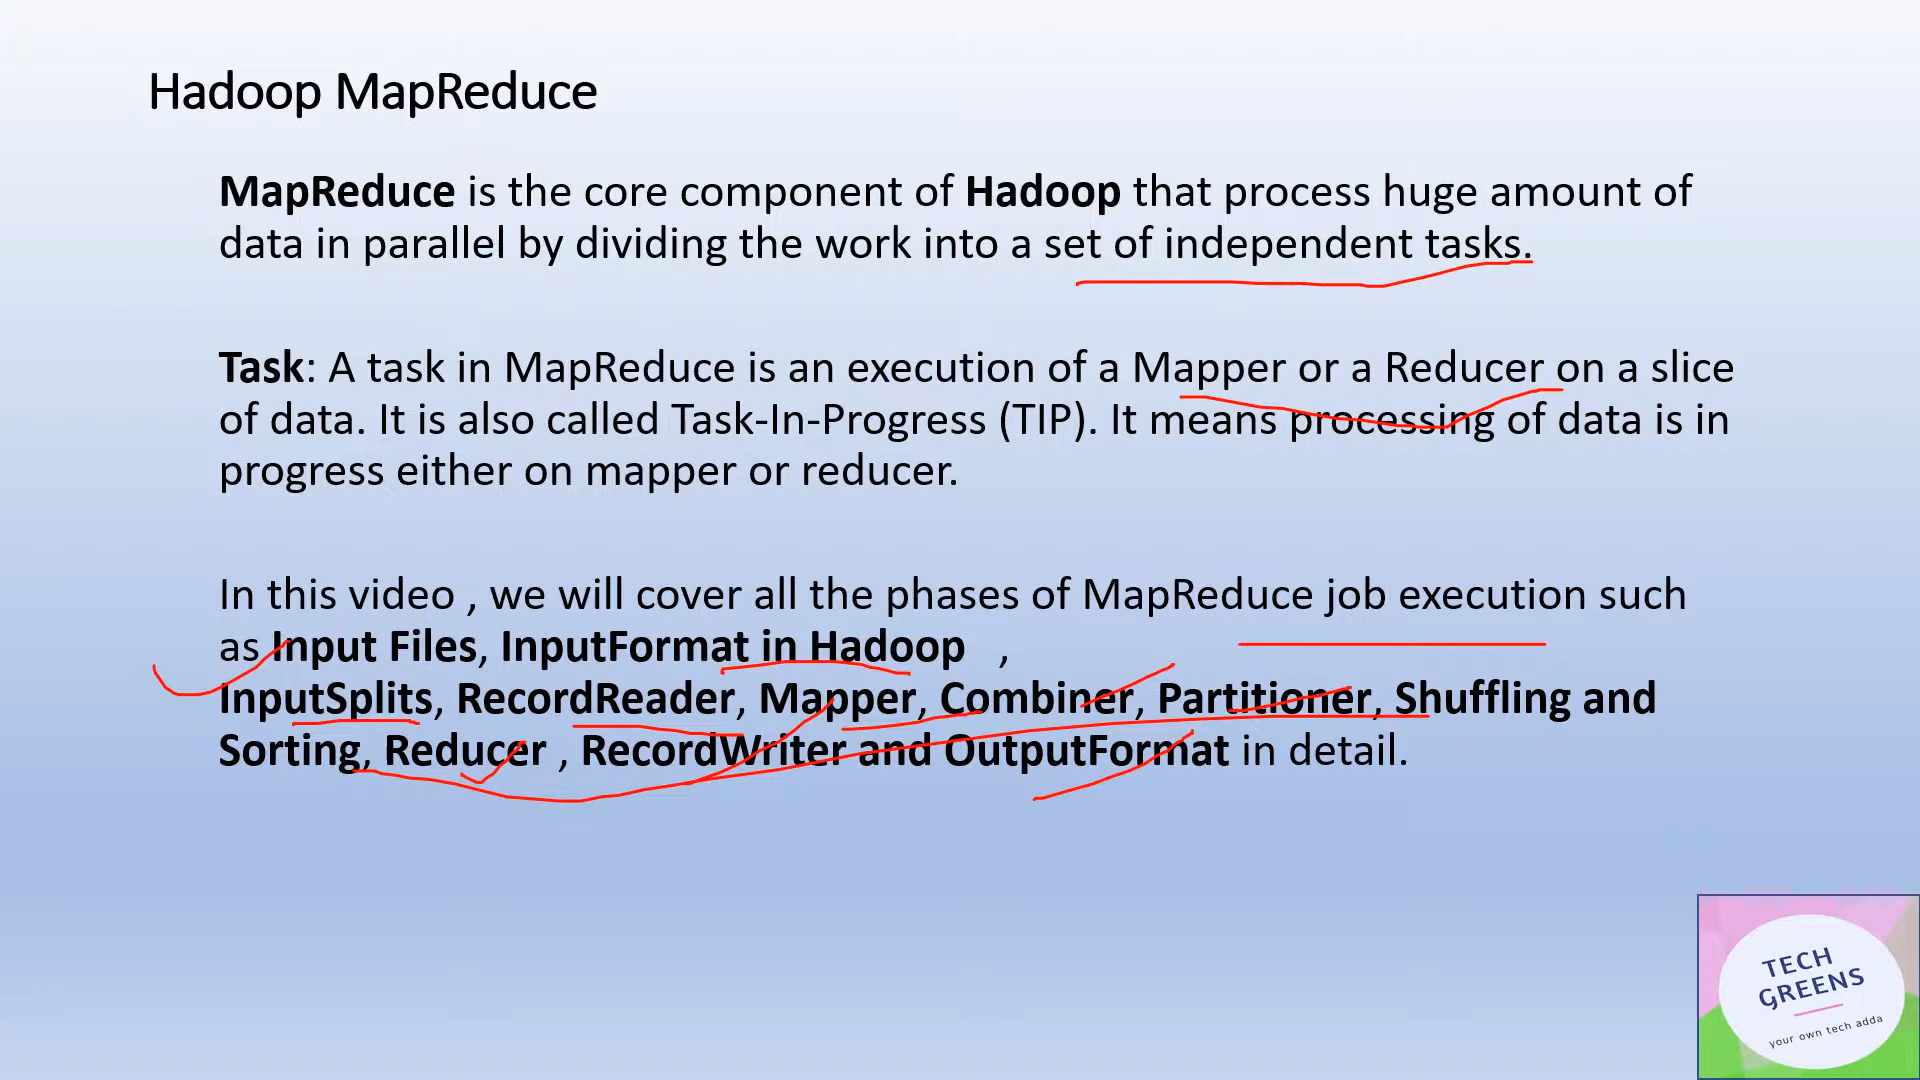 Hadoop MapReduce
MapReduce is the core component of Hadoop that process huge amount of
data in parallel by dividing the work into a set of independent tasks.
Task: A task in MapReduce is an execution of a Mapper or a Reducer on a slice
of data. It is also called Task-In-Progress (TIP). It means processing of data is in
progress either on mapper or reducer.
In this video , we will cover all the phases of MapReduce job execution such
as Input Files, InputFormat in Hadoop ,
InputSplits, RecordReader, Mapper, Combiner, Partitioner, Shuffling and
Sorting, Reducer , RecordWriter and OutputFormat in detail.
TECH
GREENS
your own tech adda